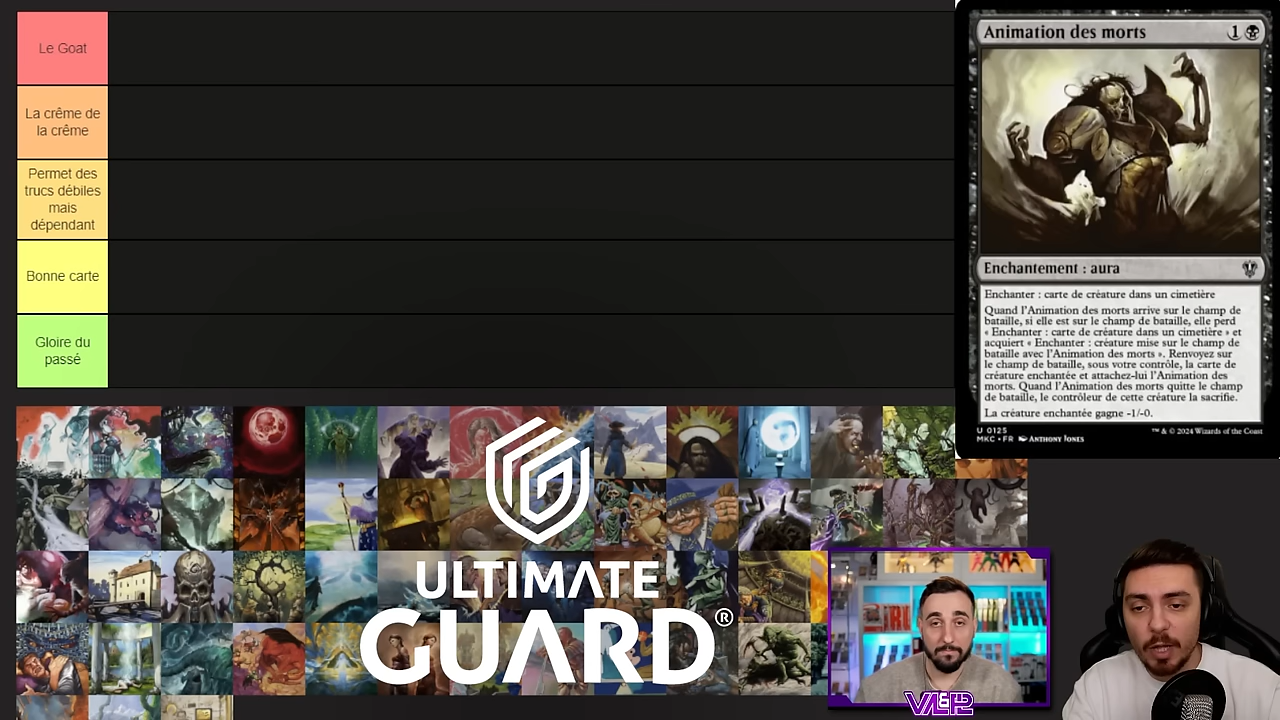 Le Goat
La crême de
la crême
Permet des
trucs débiles
mais
dépendant
Bonne carte
Gloire du
passé
Animation des morts
1
Enchantement : aura
Enchanter : carte de créature dans un cimetière
Quand l'Animation des morts arrive sur le champ de
bataille, si elle est sur le champ de bataille, elle perd
« Enchanter : carte de créature dans un cimetière » et
acquiert « Enchanter : créature mise sur le champ de
bataille avec l'Animation des morts ». Renvoyez sur
le champ de bataille, sous votre contrôle, la carte de
créature enchantée et attachez-lui l'Animation des
morts. Quand l'Animation des morts quitte le champ
de bataille, le contrôleur de cette créature la sacrifie.
La créature enchantée gagne -1/-0.
U 0125
MKC • FR Anthony Jones
™ & © 2024 Wizards of the Coast
ULTIMATE
GUARD®